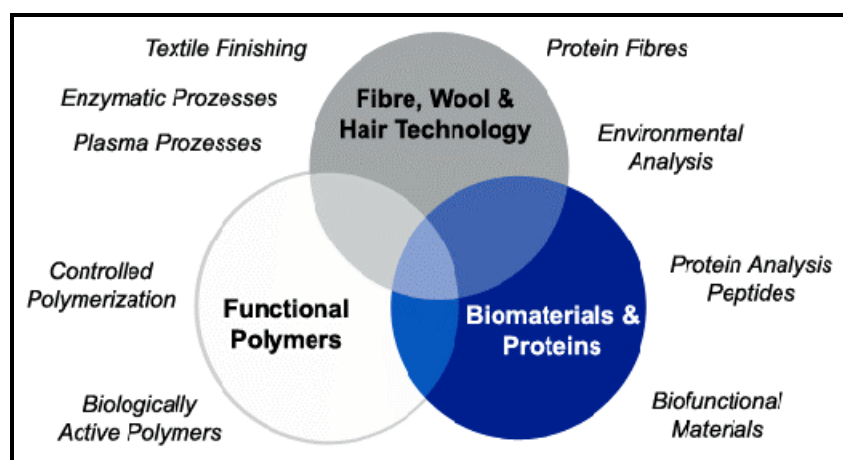 Textile Finishing
Protein Fibres
Enzymatic Prozesses
Fibre, Wool &
Hair Technology
Plasma Prozesses
Environmental
Analysis
Controlled
Polymerization
Protein Analysis
Peptides
Functional
Polymers
Biomaterials &
Proteins
Biologically
Active Polymers
Biofunctional
Materials